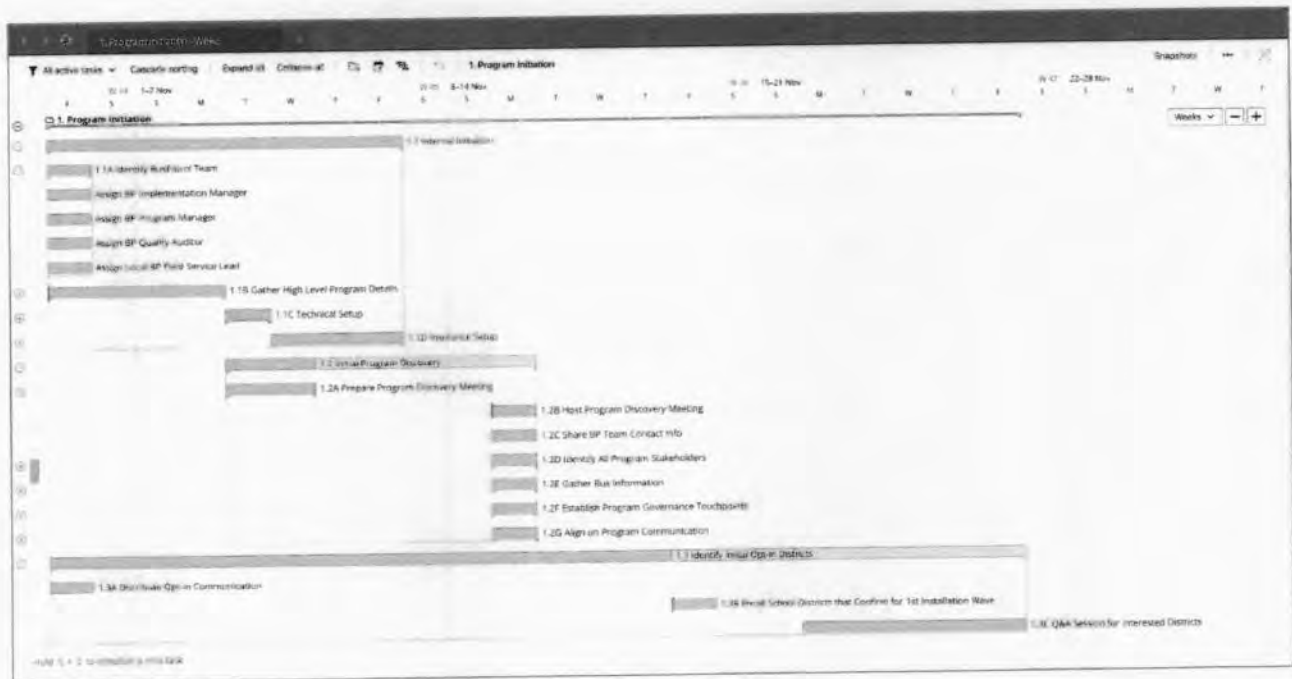 1. Program Initiation - Weeks
All active tasks Cascade sorting Expand all Collapse all 1. Program Initiation Snapshots
1-7 Nov 8-14 Nov 15-21 Nov 22-28 Nov
F S S M T W T F S S M T W T F S S M T W T F S S M T W T
1. Program Initiation Weeks
1.1 Internal Initiation
1.1A Identify BusPatrol Team
Assign BP Implementation Manager
Assign BP Program Manager
Assign BP Quality Auditor
Assign Local BP Field Service Lead
1.1B Gather High Level Program Details
1.1C Technical Setup
1.1D Insurance Setup
1.2 Initial Program Discovery
1.2A Prepare Program Discovery Meeting
1.2B Host Program Discovery Meeting
1.2C Share BP Team Contact Info
1.2D Identify All Program Stakeholders
1.2E Gather Bus Information
1.2F Establish Program Governance Touchpoints
1.2G Align on Program Communication
1.3 Identify Initial Opt-in Districts
1.3A Distribute Opt-in Communication
1.3B Enroll School Districts that Confirm for 1st Installation Wave
1.3C Q&A Session for Interested Districts